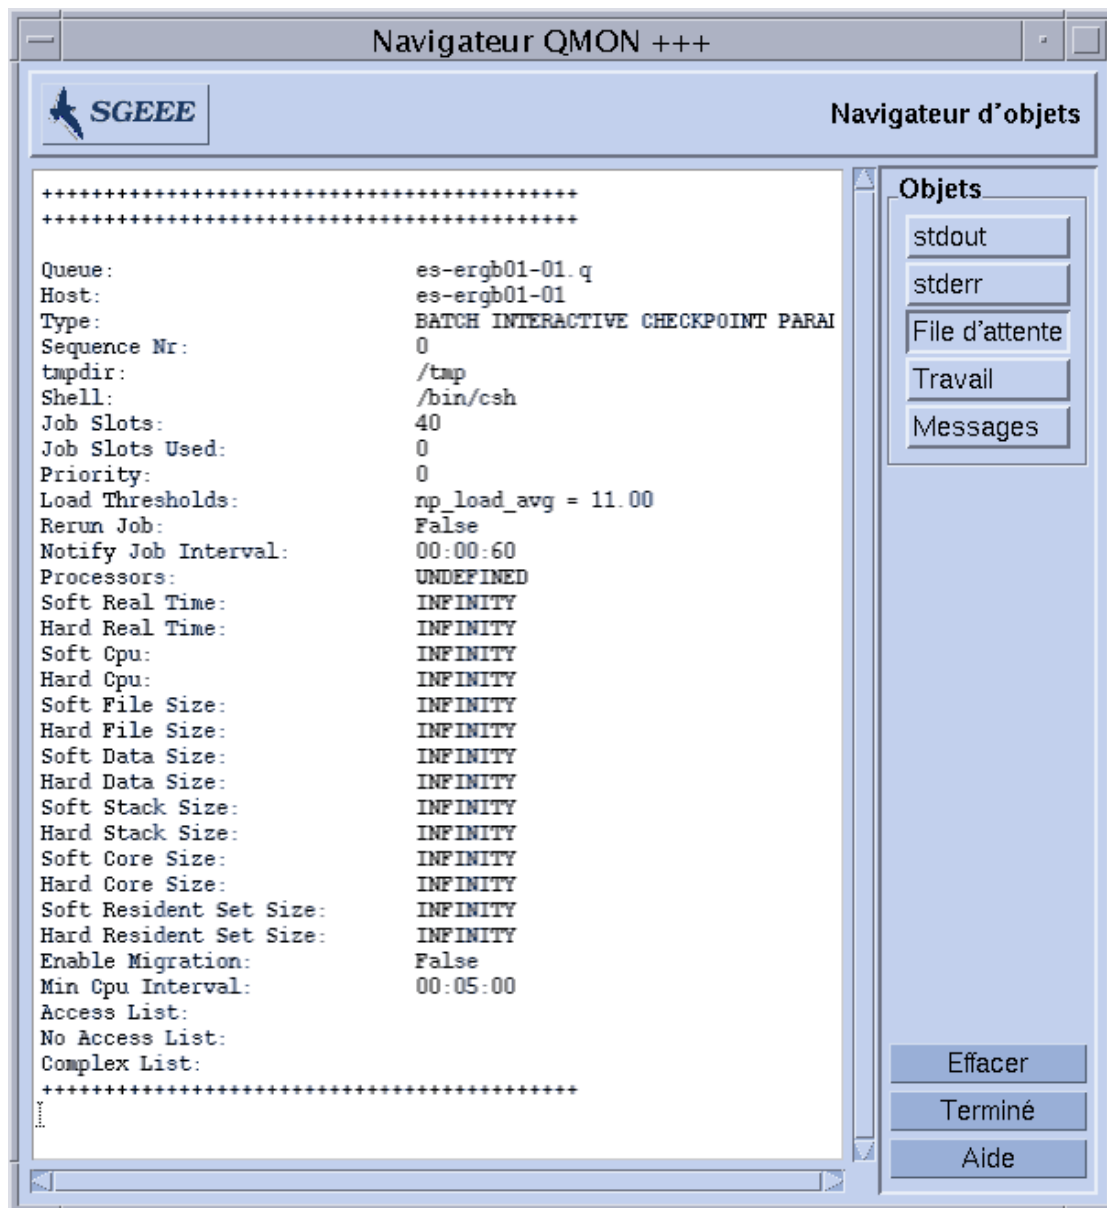 Navigateur QMON +++
SGEEE
Navigateur d'objets
+++++++++++++++++++++++++++++++++++++++++++
+++++++++++++++++++++++++++++++++++++++++++
Queue: es-ergb01-01.q
Host: es-ergb01-01
Type: BATCH INTERACTIVE CHECKPOINT PARAL
Sequence Nr: 0
tmpdir: /tmp
Shell: /bin/csh
Job Slots: 40
Job Slots Used: 0
Priority: 0
Load Thresholds: np_load_avg = 11.00
Rerun Job: False
Notify Job Interval: 00:00:60
Processors: UNDEFINED
Soft Real Time: INFINITY
Hard Real Time: INFINITY
Soft Cpu: INFINITY
Hard Cpu: INFINITY
Soft File Size: INFINITY
Hard File Size: INFINITY
Soft Data Size: INFINITY
Hard Data Size: INFINITY
Soft Stack Size: INFINITY
Hard Stack Size: INFINITY
Soft Core Size: INFINITY
Hard Core Size: INFINITY
Soft Resident Set Size: INFINITY
Hard Resident Set Size: INFINITY
Enable Migration: False
Min Cpu Interval: 00:05:00
Access List:
No Access List:
Complex List:
+++++++++++++++++++++++++++++++++++++++++++
Objets
stdout
stderr
File d'attente
Travail
Messages
Effacer
Terminé
Aide